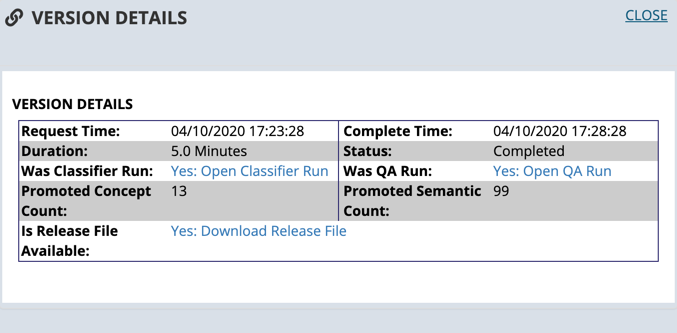 VERSION DETAILS
CLOSE
VERSION DETAILS
Request Time: 04/10/2020 17:23:28 Complete Time: 04/10/2020 17:28:28
Duration: 5.0 Minutes Status: Completed
Was Classifier Run: Yes: Open Classifier Run Was QA Run: Yes: Open QA Run
Promoted Concept 13 Promoted Semantic 99
Count: Count:
Is Release File Yes: Download Release File
Available: